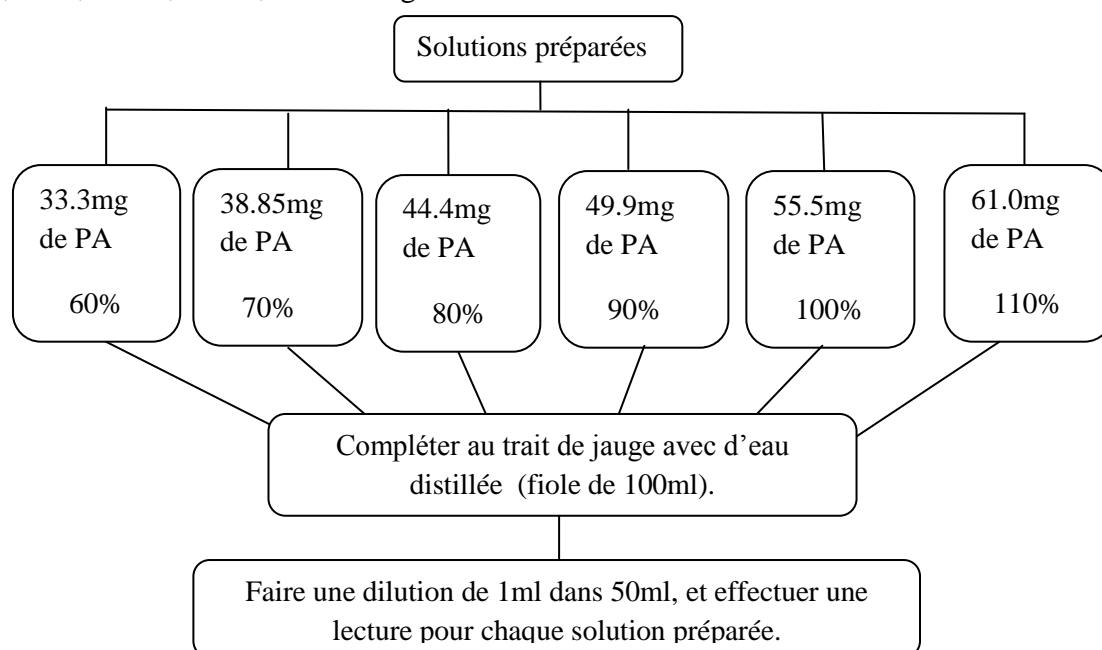 Solutions préparées
33.3mg
de PA
60%
38.85mg
de PA
70%
44.4mg
de PA
80%
49.9mg
de PA
90%
55.5mg
de PA
100%
61.0mg
de PA
110%
Compléter au trait de jauge avec d’eau
distillée (fiole de 100ml).
Faire une dilution de 1ml dans 50ml, et effectuer une
lecture pour chaque solution préparée.